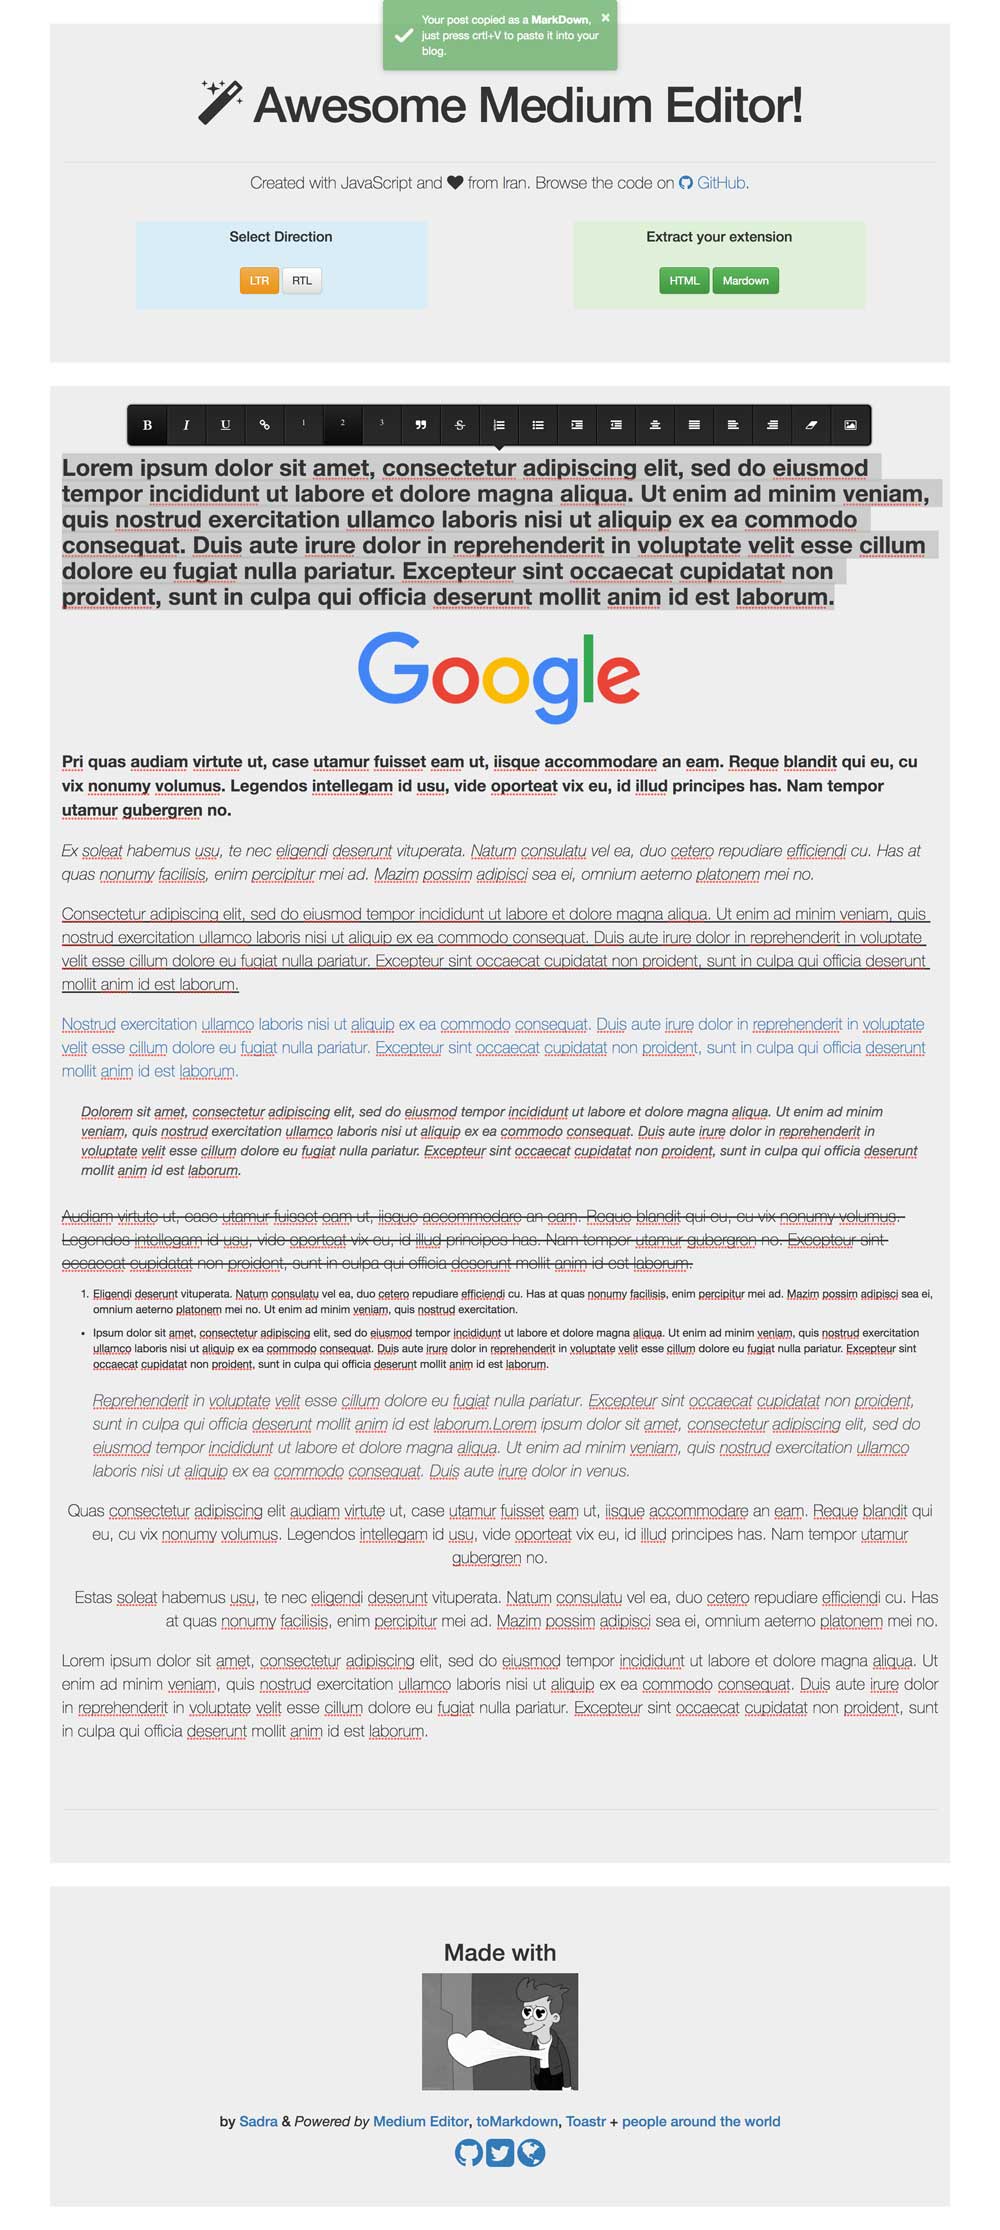 Your post copied as a MarkDown, ×
just press crtl+V to paste it into your
blog.
Awesome Medium Editor!
Created with JavaScript and from Iran. Browse the code on GitHub.
Select Direction
LTR RTL
Extract your extension
HTML Mardown
B I U 1 2 3 S
Lorem ipsum dolor sit amet, consectetur adipiscing elit, sed do eiusmod
tempor incididunt ut labore et dolore magna aliqua. Ut enim ad minim veniam,
quis nostrud exercitation ullamco laboris nisi ut aliquip ex ea commodo
consequat. Duis aute irure dolor in reprehenderit in voluptate velit esse cillum
dolore eu fugiat nulla pariatur. Excepteur sint occaecat cupidatat non
proident, sunt in culpa qui officia deserunt mollit anim id est laborum.
Google
Pri quas audiam virtute ut, case utamur fuisset eam ut, iisque accommodare an eam. Reque blandit qui eu, cu
vix nonumy volumus. Legendos intellegam id usu, vide oporteat vix eu, id illud principes has. Nam tempor
utamur gubergren no.
Ex soleat habemus usu, te nec eligendi deserunt vituperata. Natum consulatu vel ea, duo cetero repudiare efficiendi cu. Has at
quas nonumy facilisis, enim percipitur mei ad. Mazim possim adipisci sea ei, omnium aeterno platonem mei no.
Consectetur adipiscing elit, sed do eiusmod tempor incididunt ut labore et dolore magna aliqua. Ut enim ad minim veniam, quis
nostrud exercitation ullamco laboris nisi ut aliquip ex ea commodo consequat. Duis aute irure dolor in reprehenderit in voluptate
velit esse cillum dolore eu fugiat nulla pariatur. Excepteur sint occaecat cupidatat non proident, sunt in culpa qui officia deserunt
mollit anim id est laborum.
Nostrud exercitation ullamco laboris nisi ut aliquip ex ea commodo consequat. Duis aute irure dolor in reprehenderit in voluptate
velit esse cillum dolore eu fugiat nulla pariatur. Excepteur sint occaecat cupidatat non proident, sunt in culpa qui officia deserunt
mollit anim id est laborum.
Dolorem sit amet, consectetur adipiscing elit, sed do eiusmod tempor incididunt ut labore et dolore magna aliqua. Ut enim ad minim
veniam, quis nostrud exercitation ullamco laboris nisi ut aliquip ex ea commodo consequat. Duis aute irure dolor in reprehenderit in
voluptate velit esse cillum dolore eu fugiat nulla pariatur. Excepteur sint occaecat cupidatat non proident, sunt in culpa qui officia deserunt
mollit anim id est laborum.
Audiam virtute ut, case utamur fuisset eam ut, iisque accommodare an eam. Reque blandit qui eu, cu vix nonumy volumus.
Legendos intellegam id usu, vide oporteat vix eu, id illud principes has. Nam tempor utamur gubergren no. Excepteur sint
occaecat cupidatat non proident, sunt in culpa qui officia deserunt mollit anim id est laborum.
1. Eligendi deserunt vituperata. Natum consulatu vel ea, duo cetero repudiare efficiendi cu. Has at quas nonumy facilisis, enim percipitur mei ad. Mazim possim adipisci sea ei,
omnium aeterno platonem mei no. Ut enim ad minim veniam, quis nostrud exercitation.
• Ipsum dolor sit amet, consectetur adipiscing elit, sed do eiusmod tempor incididunt ut labore et dolore magna aliqua. Ut enim ad minim veniam, quis nostrud exercitation
ullamco laboris nisi ut aliquip ex ea commodo consequat. Duis aute irure dolor in reprehenderit in voluptate velit esse cillum dolore eu fugiat nulla pariatur. Excepteur sint
occaecat cupidatat non proident, sunt in culpa qui officia deserunt mollit anim id est laborum.
Reprehenderit in voluptate velit esse cillum dolore eu fugiat nulla pariatur. Excepteur sint occaecat cupidatat non proident,
sunt in culpa qui officia deserunt mollit anim id est laborum.Lorem ipsum dolor sit amet, consectetur adipiscing elit, sed do
eiusmod tempor incididunt ut labore et dolore magna aliqua. Ut enim ad minim veniam, quis nostrud exercitation ullamco
laboris nisi ut aliquip ex ea commodo consequat. Duis aute irure dolor in venus.
Quas consectetur adipiscing elit audiam virtute ut, case utamur fuisset eam ut, iisque accommodare an eam. Reque blandit qui
eu, cu vix nonumy volumus. Legendos intellegam id usu, vide oporteat vix eu, id illud principes has. Nam tempor utamur
gubergren no.
Estas soleat habemus usu, te nec eligendi deserunt vituperata. Natum consulatu vel ea, duo cetero repudiare efficiendi cu. Has
at quas nonumy facilisis, enim percipitur mei ad. Mazim possim adipisci sea ei, omnium aeterno platonem mei no.
Lorem ipsum dolor sit amet, consectetur adipiscing elit, sed do eiusmod tempor incididunt ut labore et dolore magna aliqua. Ut
enim ad minim veniam, quis nostrud exercitation ullamco laboris nisi ut aliquip ex ea commodo consequat. Duis aute irure dolor
in reprehenderit in voluptate velit esse cillum dolore eu fugiat nulla pariatur. Excepteur sint occaecat cupidatat non proident, sunt
in culpa qui officia deserunt mollit anim id est laborum.
Made with
by Sadra & Powered by Medium Editor, toMarkdown, Toastr + people around the world